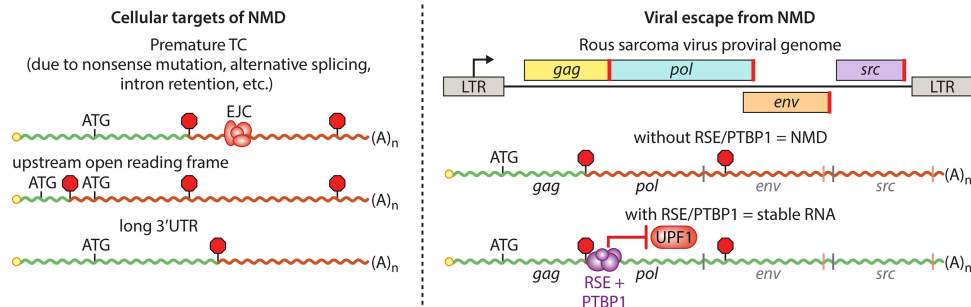 Cellular targets of NMD
Premature TC
(due to nonsense mutation, alternative splicing,
intron retention, etc.)
EJC
ATG
(A)n
upstream open reading frame
ATG ATG
(A)n
long 3'UTR
ATG
(A)n
Viral escape from NMD
Rous sarcoma virus proviral genome
gag pol src
LTR LTR
env
without RSE/PTBP1 = NMD
ATG
(A)n
gag pol env src
with RSE/PTBP1 = stable RNA
ATG UPF1
(A)n
gag pol env src
RSE +
PTBP1